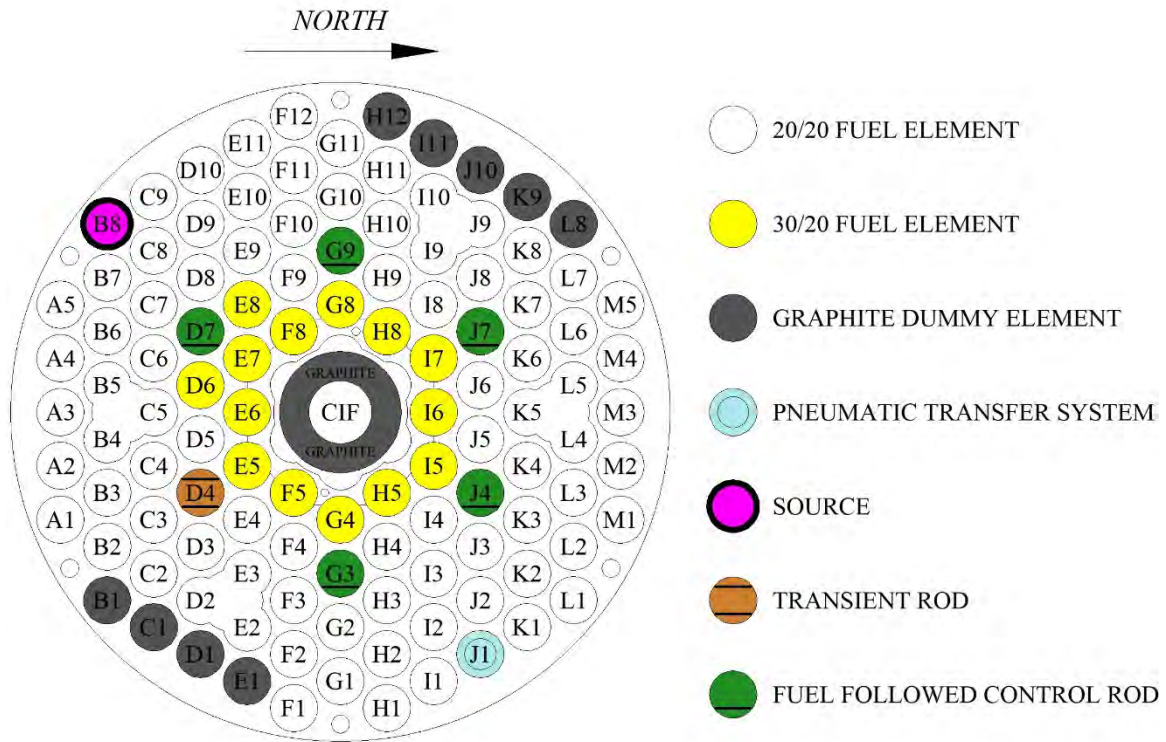 NORTH
F12
H12
E11
G11
I11
D10
F11
H11
J10
C9
E10
G10
I10
K9
B8
D9
F10
H10
J9
L8
C8
E9
G9
I9
K8
B7
D8
F9
H9
J8
L7
A5
C7
E8
G8
I8
K7
M5
B6
D7
F8
H8
J7
L6
A4
C6
E7
I7
K6
M4
GRAPHITE
B5
D6
J6
L5
A3
C5
E6
CIF
I6
K5
M3
B4
D5
J5
L4
GRAPHITE
A2
C4
E5
I5
K4
M2
B3
D4
F5
H5
J4
L3
A1
C3
E4
G4
I4
K3
M1
B2
D3
F4
H4
J3
L2
C2
E3
G3
I3
K2
B1
D2
F3
H3
J2
L1
C1
E2
G2
I2
K1
D1
F2
H2
J1
E1
G1
I1
F1
H1
20/20 FUEL ELEMENT
30/20 FUEL ELEMENT
GRAPHITE DUMMY ELEMENT
PNEUMATIC TRANSFER SYSTEM
SOURCE
TRANSIENT ROD
FUEL FOLLOWED CONTROL ROD